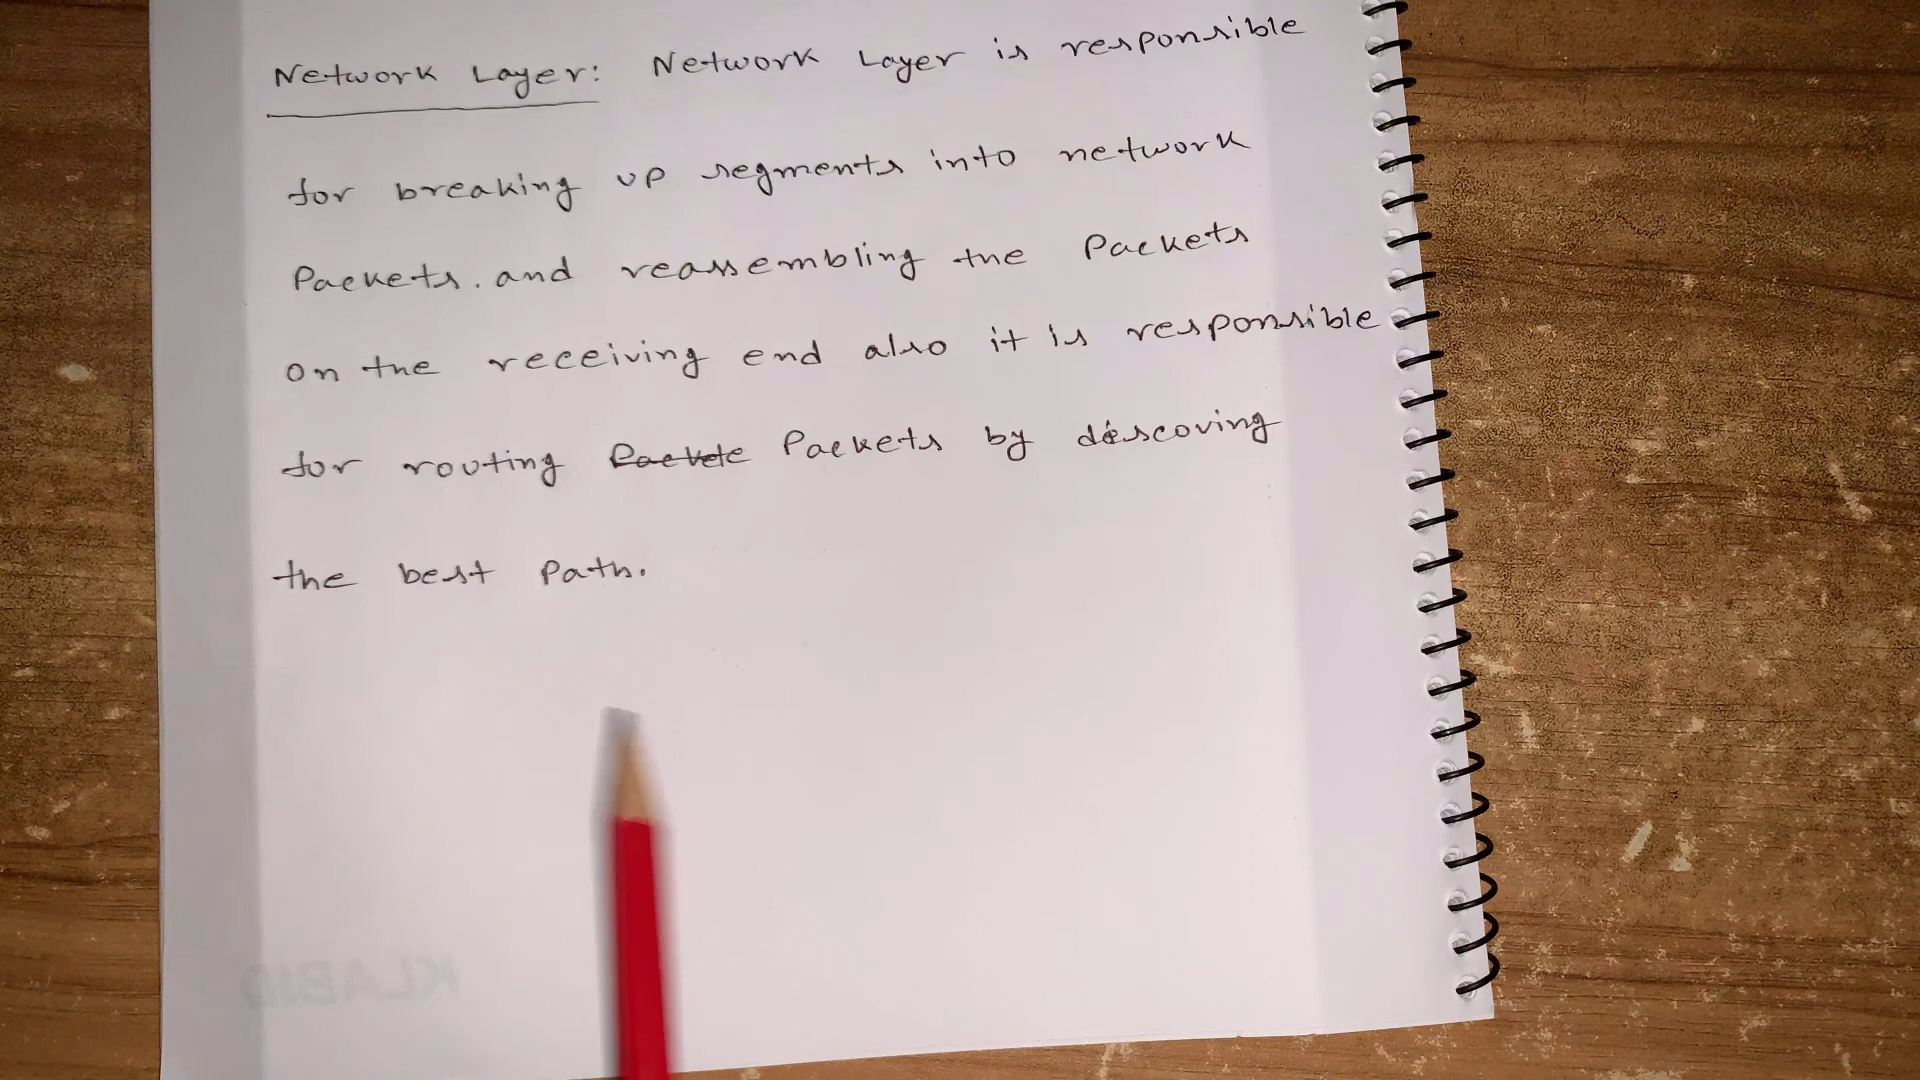 Network Layer: Network Layer is responsible
for breaking up segments into network
Packets. and reassembling the Packets
on the receiving end also it is responsible
for routing Packets by discoving
the best Path.